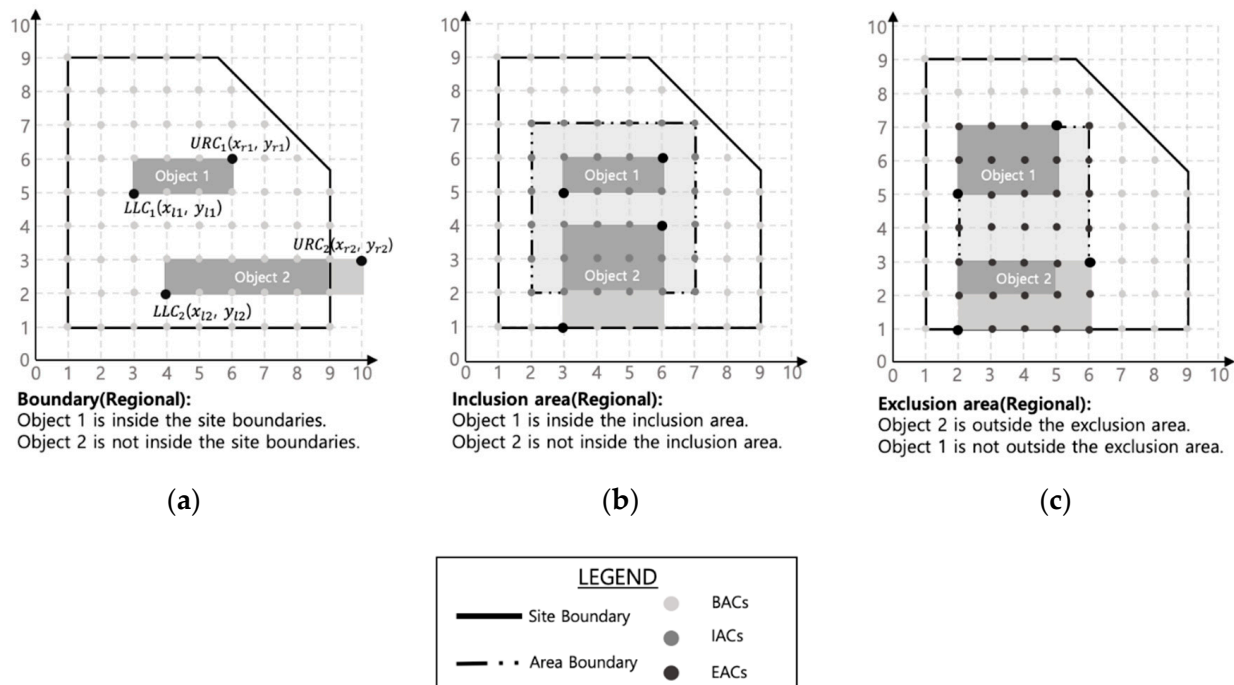 10
9
8
7
6
5
4
3
2
1
0
0 1 2 3 4 5 6 7 8 9 10
URC₁(xᵣ₁, yᵣ₁)
Object 1
LLC₁(xₗ₁, yₗ₁)
URC₂(xᵣ₂, yᵣ₂)
Object 2
LLC₂(xₗ₂, yₗ₂)
Boundary(Regional):
Object 1 is inside the site boundaries.
Object 2 is not inside the site boundaries.
(a)
10
9
8
7
6
5
4
3
2
1
0
0 1 2 3 4 5 6 7 8 9 10
Object 1
Object 2
Inclusion area(Regional):
Object 1 is inside the inclusion area.
Object 2 is not inside the inclusion area.
(b)
10
9
8
7
6
5
4
3
2
1
0
0 1 2 3 4 5 6 7 8 9 10
Object 1
Object 2
Exclusion area(Regional):
Object 2 is outside the exclusion area.
Object 1 is not outside the exclusion area.
(c)
LEGEND
Site Boundary
Area Boundary
BACs
IACs
EACs